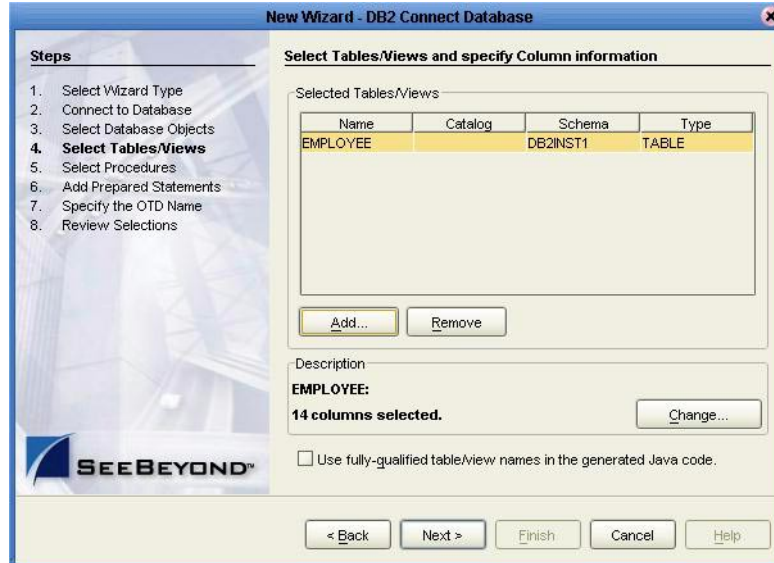 New Wizard - DB2 Connect Database
Steps
1. Select Wizard Type
2. Connect to Database
3. Select Database Objects
4. Select Tables/Views
5. Select Procedures
6. Add Prepared Statements
7. Specify the OTD Name
8. Review Selections
SEEBEYOND™
Select Tables/Views and specify Column information
Selected Tables/Views
Name Catalog Schema Type
EMPLOYEE DB2INST1 TABLE
Add... Remove
Description
EMPLOYEE:
14 columns selected.
Change...
Use fully-qualified table/view names in the generated Java code.
< Back Next > Finish Cancel Help